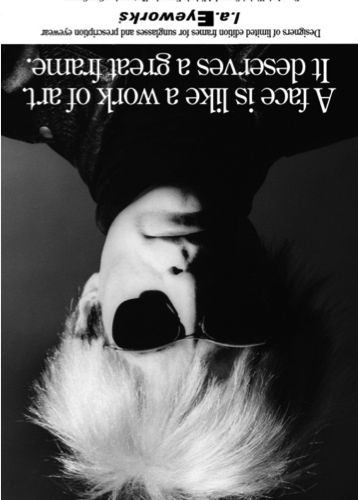 A face is like a work of art.
It deserves a great frame.
l.a.Eyeworks
Designers of limited edition frames for sunglasses and prescription eyewear